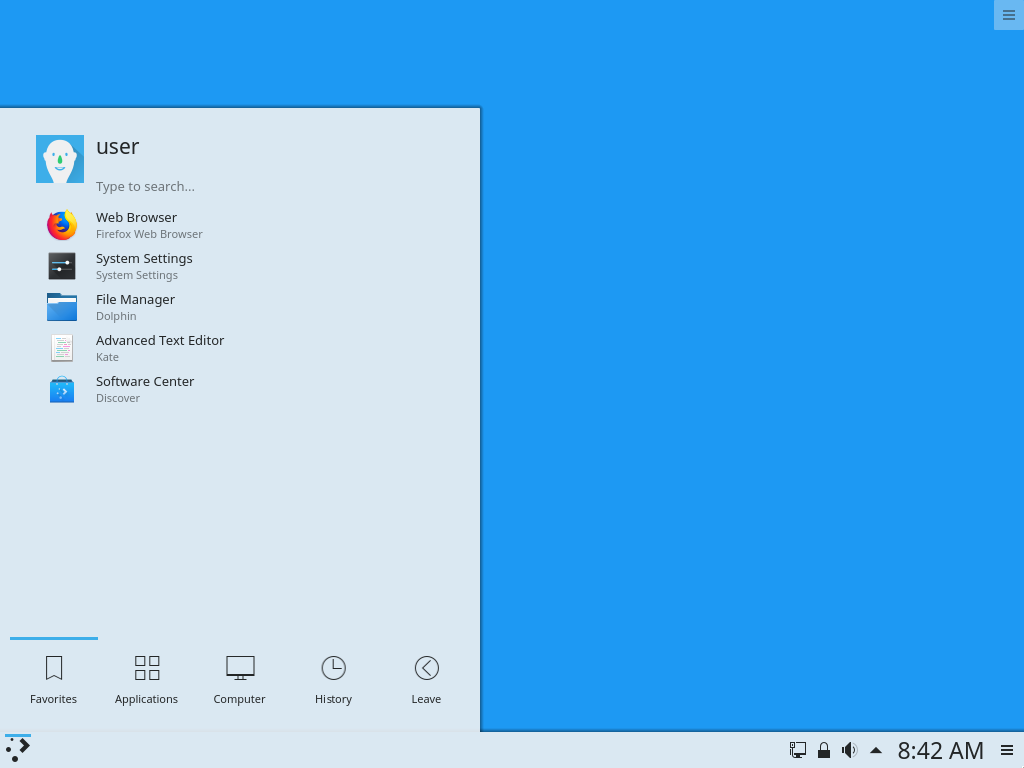 user
Type to search...
Web Browser
Firefox Web Browser
System Settings
System Settings
File Manager
Dolphin
Advanced Text Editor
Kate
Software Center
Discover
Favorites
Applications
Computer
History
Leave
8:42 AM